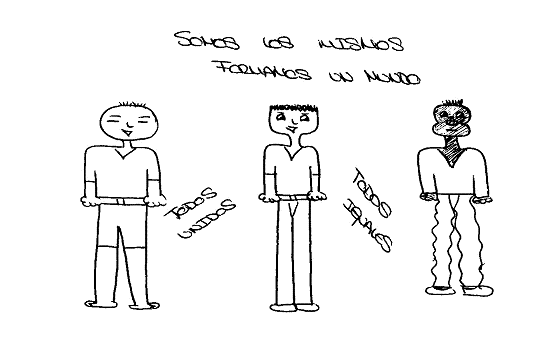 SOMOS LOS MISMOS
FORMAMOS UN MUNDO
TODOS
UNIDOS
TODOS
IGUALES